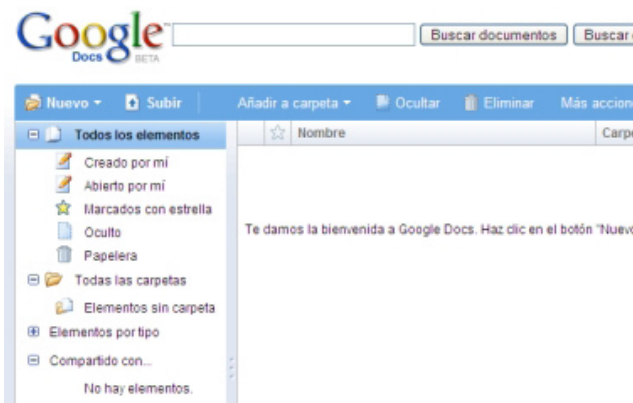 Google
Docs BETA
Buscar documentos Buscar
Nuevo Subir Añadir a carpeta Ocultar Eliminar Más
Todos los elementos Nombre
Creado por mí
Abierto por mí
Marcados con estrella
Te damos la bienvenida a Google Docs. Haz clic en el botón "Nuevo
Oculto
Papelera
Todas las carpetas
Elementos sin carpeta
Elementos por tipo
Compartido con...
No hay elementos.